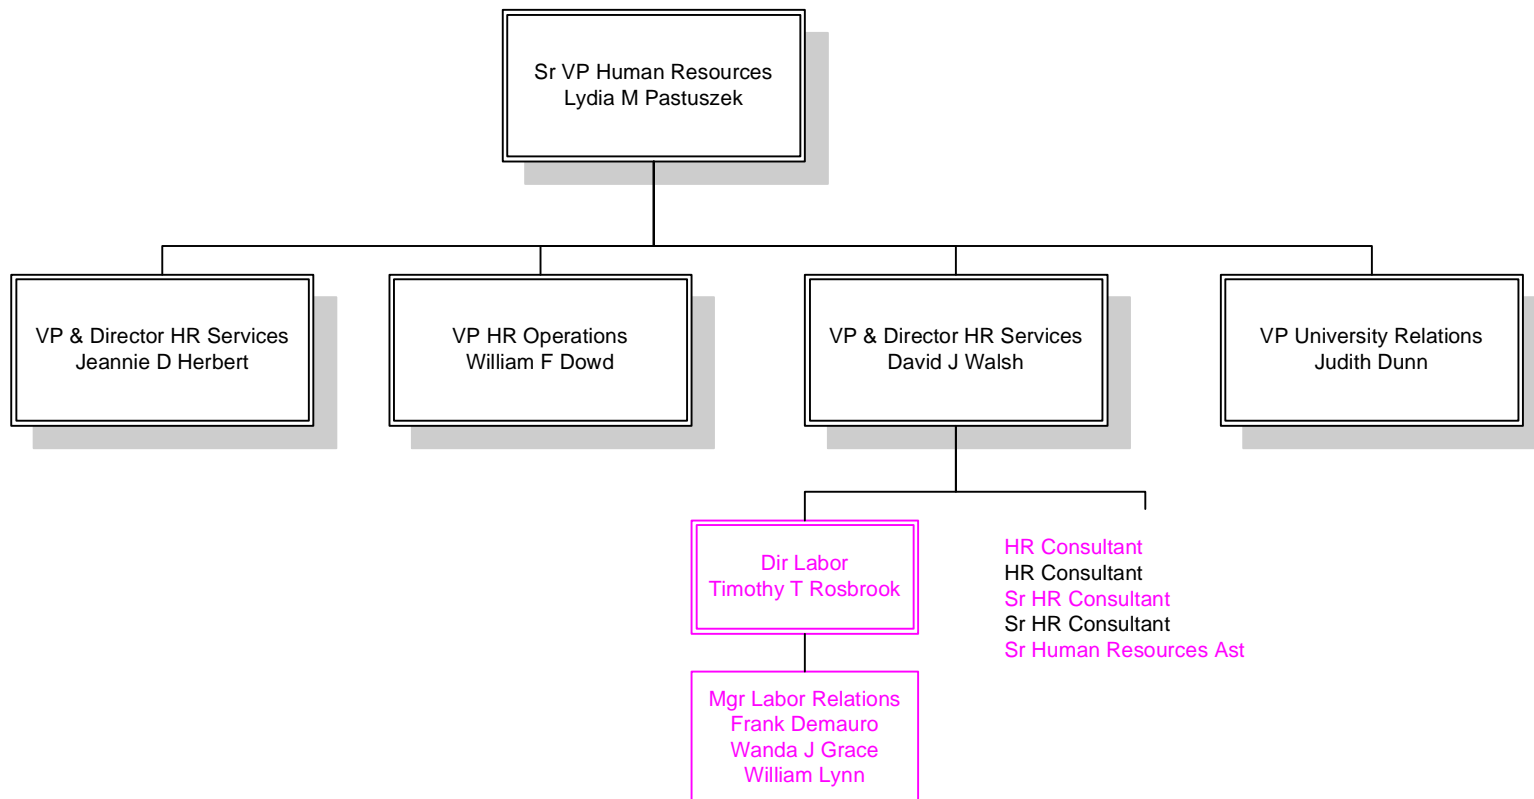 Sr VP Human Resources
Lydia M Pastuszek
VP & Director HR Services
Jeannie D Herbert
VP HR Operations
William F Dowd
VP & Director HR Services
David J Walsh
VP University Relations
Judith Dunn
Dir Labor
Timothy T Rosbrook
HR Consultant
HR Consultant
Sr HR Consultant
Sr HR Consultant
Sr Human Resources Ast
Mgr Labor Relations
Frank Demauro
Wanda J Grace
William Lynn